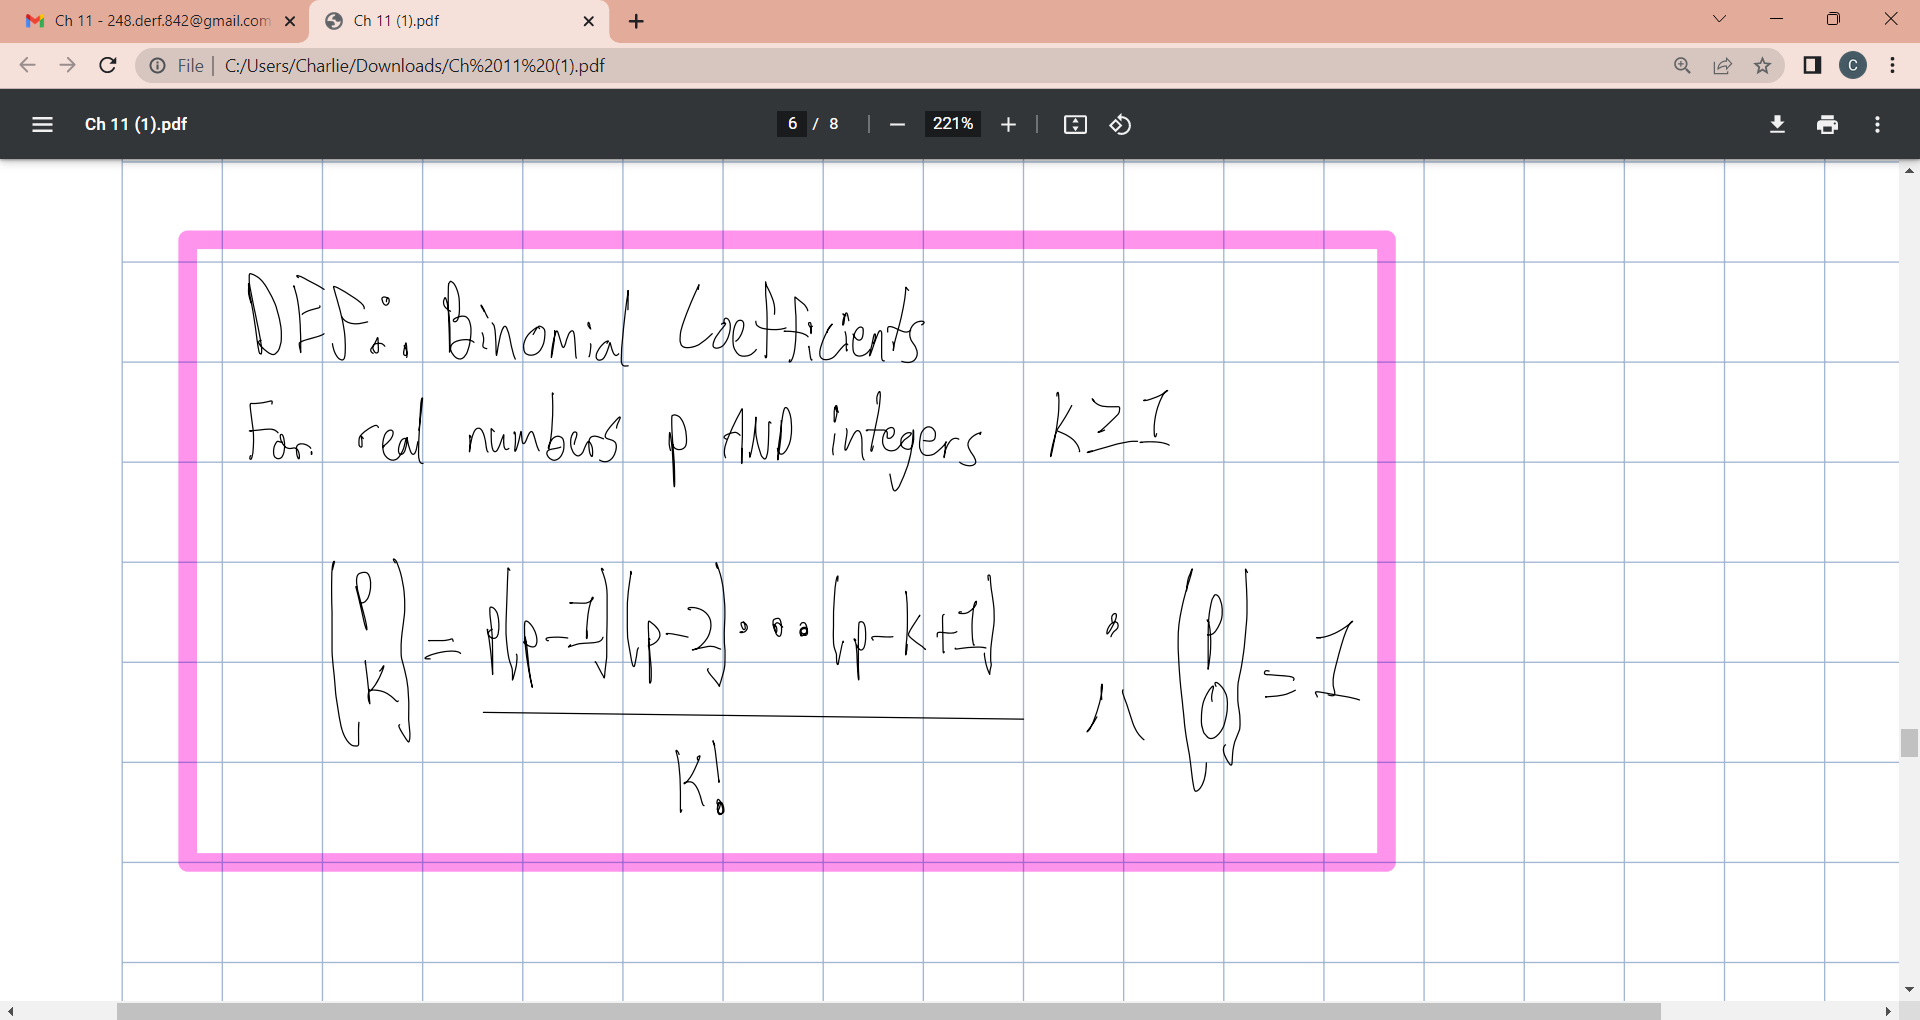 Ch 11 - 248.derf.842@gmail.com
Ch 11 (1).pdf
File | C:/Users/Charlie/Downloads/Ch%2011%20(1).pdf
C
Ch 11 (1).pdf
6 / 8
221%
DEF.: Binomial Coefficients
For real numbers p AND integers K ≥ 1
(p K) = p(p-1)(p-2)...(p-k+1) / K! ; (p 0) = 1